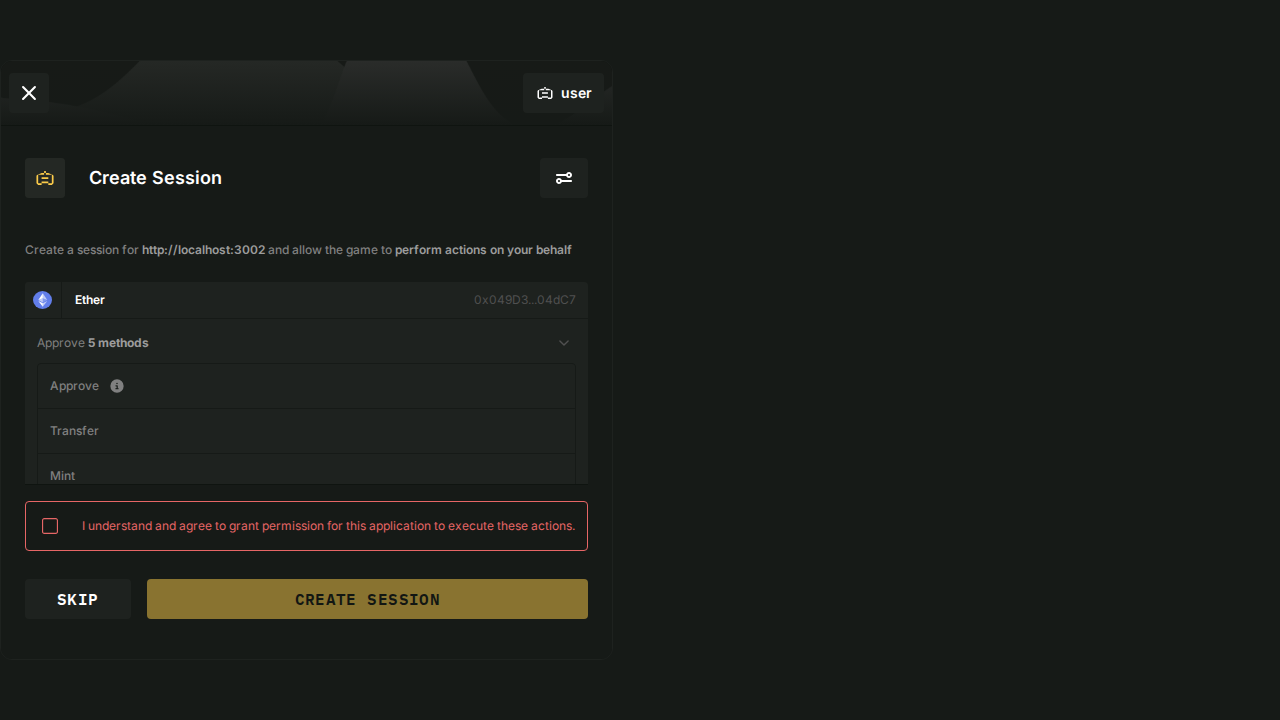 user
Create Session
Create a session for http://localhost:3002 and allow the game to perform actions on your behalf
Ether 0x049D3...04dC7
Approve 5 methods
Approve
Transfer
Mint
I understand and agree to grant permission for this application to execute these actions.
SKIP CREATE SESSION